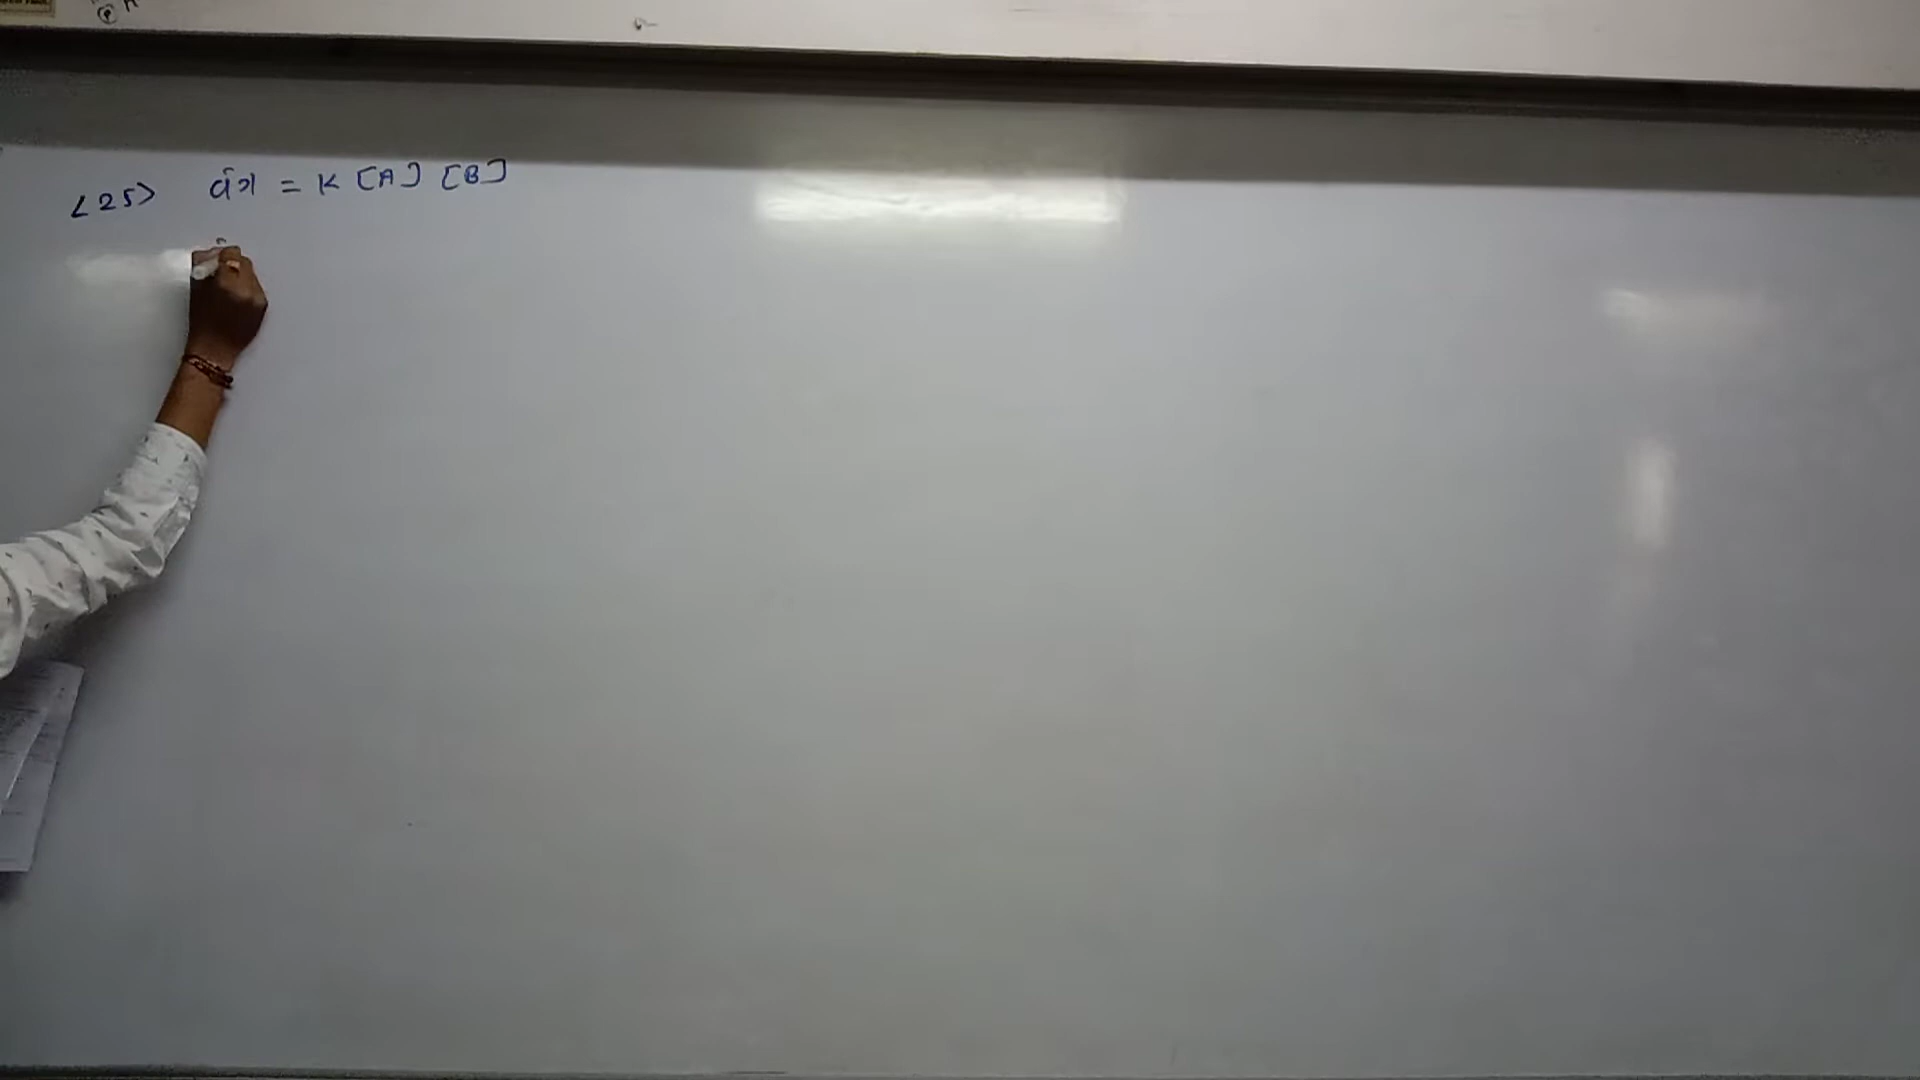 <25> વેગ = K [A] [B]